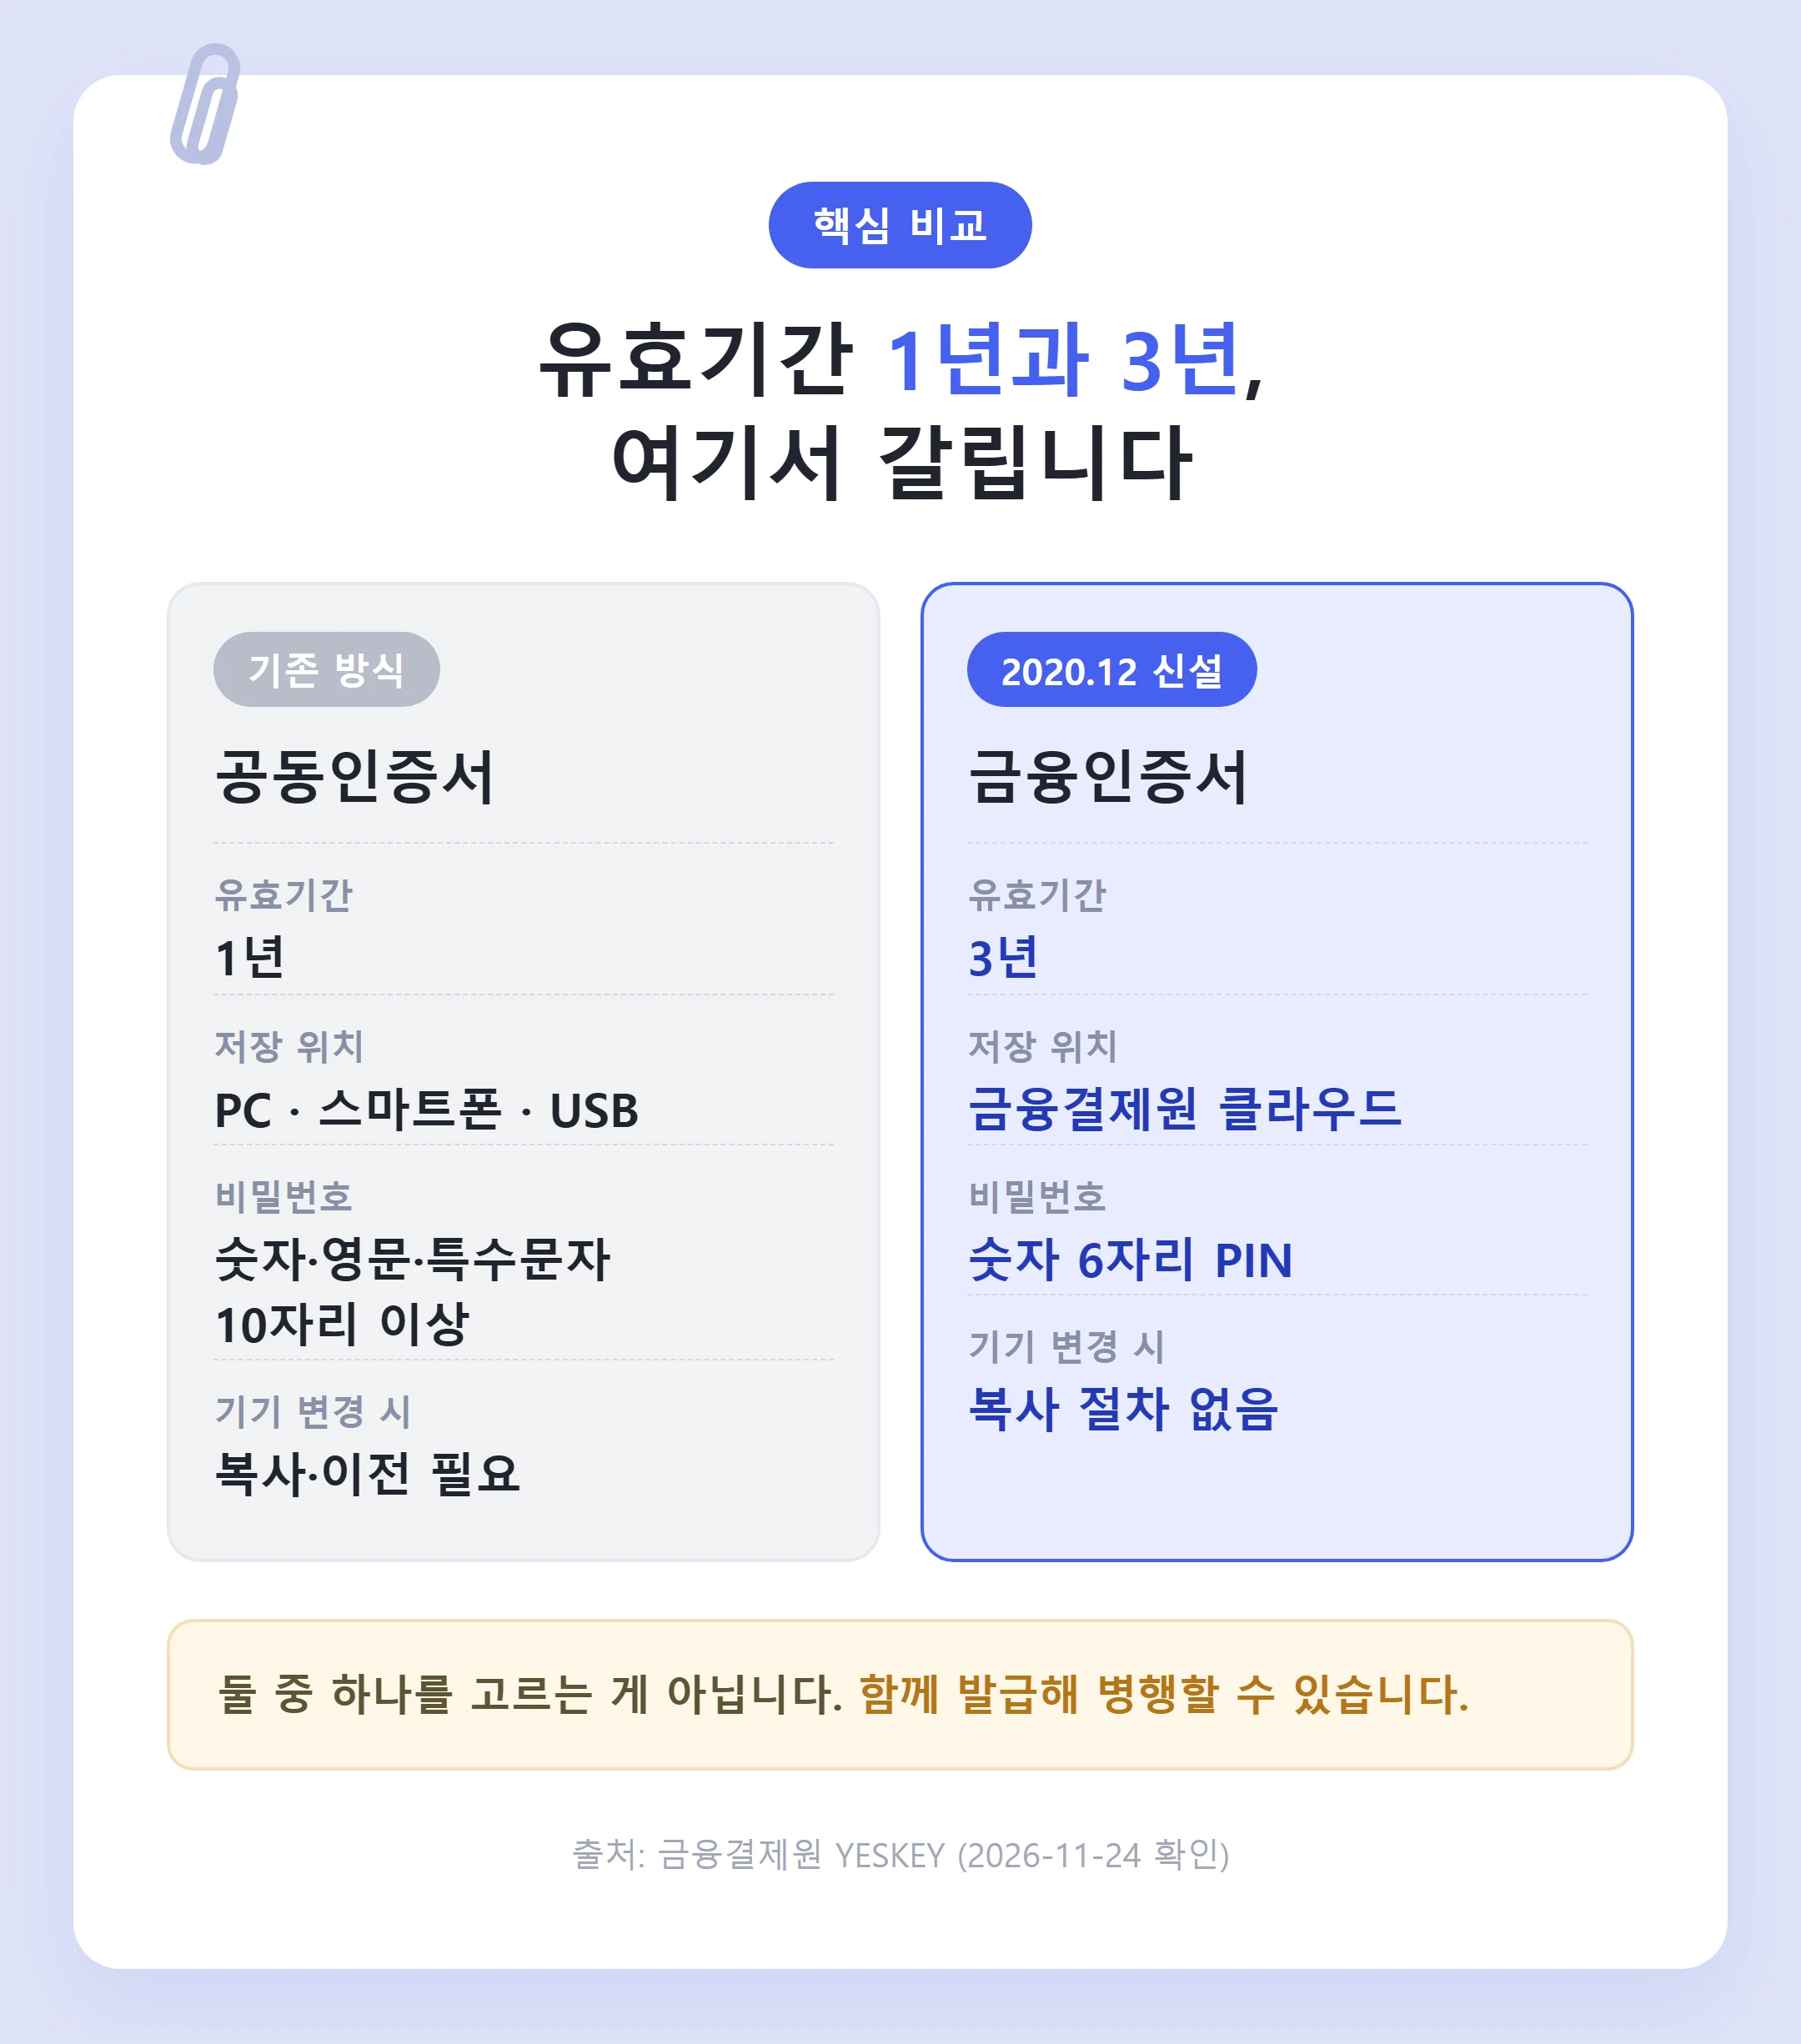 핵심 비교
유효기간 1년과 3년,
여기서 갈립니다
기존 방식
공동인증서
유효기간
1년
저장 위치
PC · 스마트폰 · USB
비밀번호
숫자·영문·특수문자
10자리 이상
기기 변경 시
복사·이전 필요
2020.12 신설
금융인증서
유효기간
3년
저장 위치
금융결제원 클라우드
비밀번호
숫자 6자리 PIN
기기 변경 시
복사 절차 없음
둘 중 하나를 고르는 게 아닙니다. 함께 발급해 병행할 수 있습니다.
출처: 금융결제원 YESKEY (2026-11-24 확인)